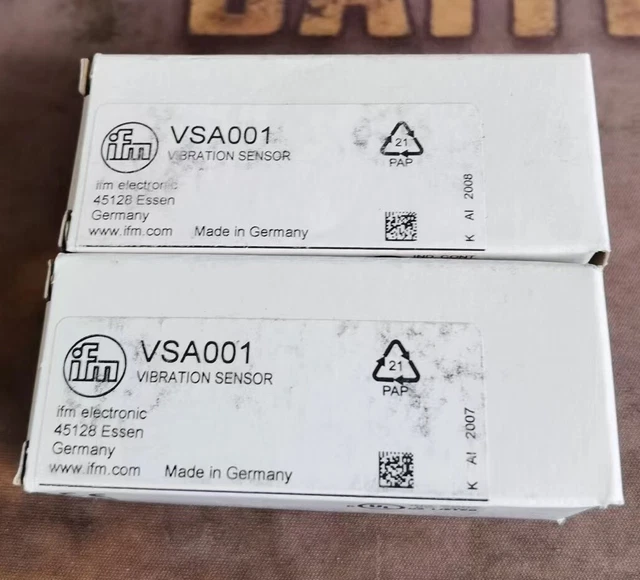 ifm
VSA001
VIBRATION SENSOR
ifm electronic
45128 Essen
Germany
www.ifm.com Made in Germany
21
PAP
K AI 2008
ifm
VSA001
VIBRATION SENSOR
ifm electronic
45128 Essen
Germany
www.ifm.com Made in Germany
21
PAP
K AI 2007
UL